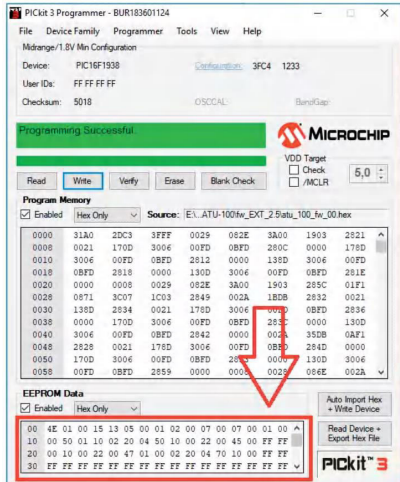 PICkit 3 Programmer - BUR183601124
File Device Family Programmer Tools View Help
Midrange/1.8V Min Configuration
Device: PIC16F1938 Configuration: 3FC4 1233
User IDs: FF FF FF FF
Checksum: 5018 OSCCAL: BandGap:
Programming Successful.
MICROCHIP
VDD Target
Check
/MCLR
5,0
Read Write Verify Erase Blank Check
Program Memory
Enabled Hex Only Source: E:\...ATU-100\fw_EXT_2.5\atu_100_fw_00.hex
0000 31A0 2DC3 3FFF 0029 082E 3A00 1903 2821
0008 0021 170D 3006 00FD 0BFD 280C 0000 178D
0010 3006 00FD 0BFD 2812 0000 138D 3006 00FD
0018 0BFD 2818 0000 130D 3006 00FD 0BFD 281E
0020 0000 0008 0029 082E 3A00 1903 285C 01F1
0028 0871 3C07 1C03 2849 002A 1BDB 2832 0021
0030 138D 2834 0021 178D 3006 00FD 0BFD 2836
0038 0000 170D 3006 00FD 0BFD 0000 130D
0040 3006 00FD 0BFD 2842 0000 35DB 0AF1
0048 2828 0021 178D 3006 00FD 284D 0000
0050 170D 3006 00FD 0BFD 0000 130D 3006
0058 00FD 0BFD 2859 0000 086E 002A
EEPROM Data
Enabled Hex Only
Auto Import Hex
+ Write Device
Read Device +
Export Hex File
00 4E 01 00 15 13 05 00 01 02 00 07 00 07 00 01 00
10 00 50 01 10 02 20 04 50 10 00 22 00 45 00 FF FF
20 00 10 00 22 00 47 01 00 02 20 04 70 10 00 FF FF
30 FF FF FF FF FF FF FF FF FF FF FF FF FF FF FF FF
PICkit™ 3